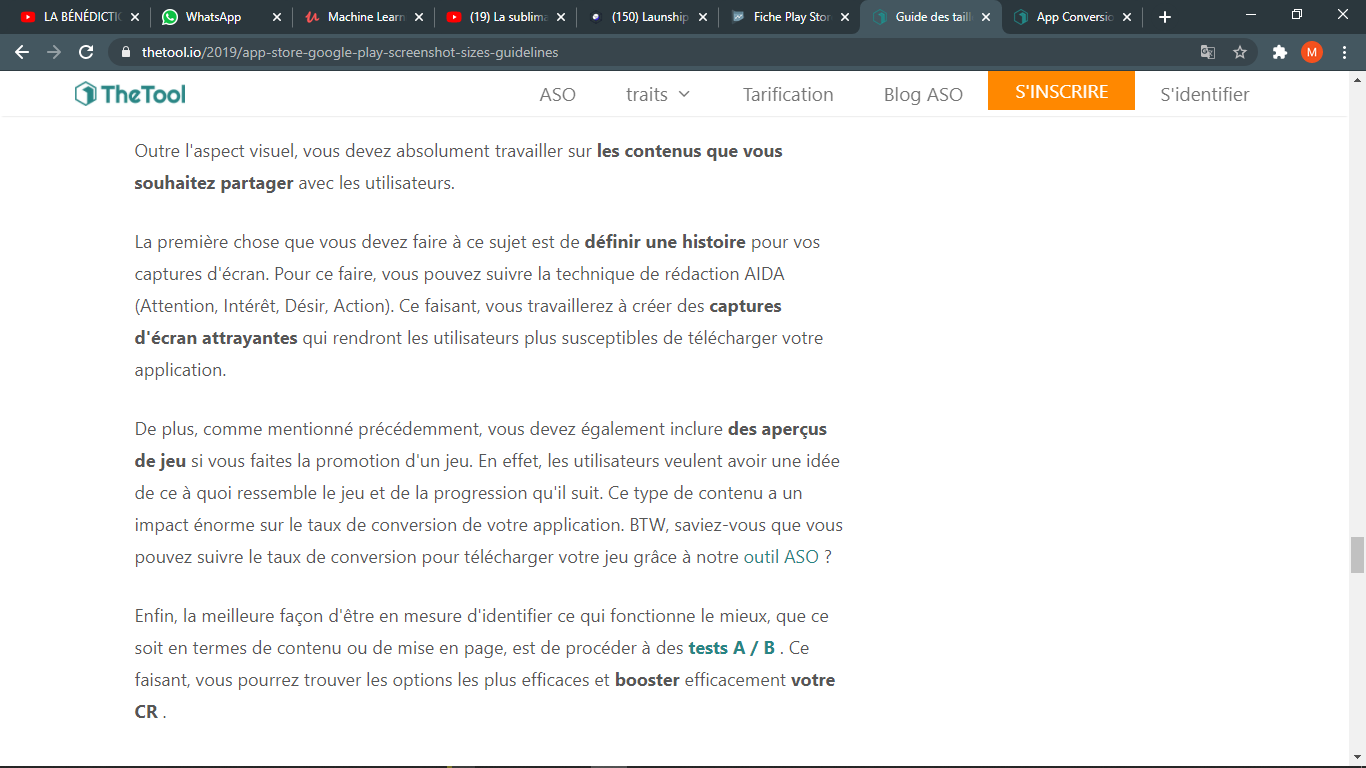 LA BÉNÉDICTIO
WhatsApp
Machine Learn
(19) La sublima
(150) Launship
Fiche Play Stor
Guide des taill
App Conversio
thetool.io/2019/app-store-google-play-screenshot-sizes-guidelines
M
TheTool
ASO
traits
Tarification
Blog ASO
S'INSCRIRE
S'identifier
Outre l'aspect visuel, vous devez absolument travailler sur les contenus que vous
souhaitez partager avec les utilisateurs.
La première chose que vous devez faire à ce sujet est de définir une histoire pour vos
captures d'écran. Pour ce faire, vous pouvez suivre la technique de rédaction AIDA
(Attention, Intérêt, Désir, Action). Ce faisant, vous travaillerez à créer des captures
d'écran attrayantes qui rendront les utilisateurs plus susceptibles de télécharger votre
application.
De plus, comme mentionné précédemment, vous devez également inclure des aperçus
de jeu si vous faites la promotion d'un jeu. En effet, les utilisateurs veulent avoir une idée
de ce à quoi ressemble le jeu et de la progression qu'il suit. Ce type de contenu a un
impact énorme sur le taux de conversion de votre application. BTW, saviez-vous que vous
pouvez suivre le taux de conversion pour télécharger votre jeu grâce à notre outil ASO ?
Enfin, la meilleure façon d'être en mesure d'identifier ce qui fonctionne le mieux, que ce
soit en termes de contenu ou de mise en page, est de procéder à des tests A / B . Ce
faisant, vous pourrez trouver les options les plus efficaces et booster efficacement votre
CR .